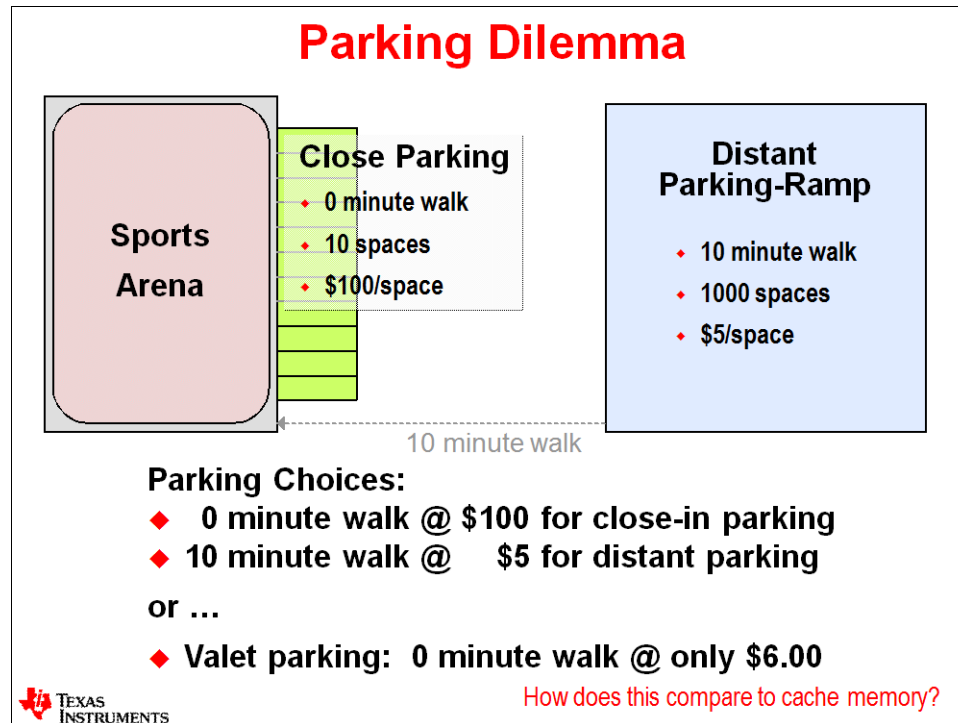 Parking Dilemma
Sports
Arena
Close Parking
0 minute walk
10 spaces
$100/space
Distant
Parking-Ramp
10 minute walk
1000 spaces
$5/space
10 minute walk
Parking Choices:
0 minute walk @ $100 for close-in parking
10 minute walk @ $5 for distant parking
or ...
Valet parking: 0 minute walk @ only $6.00
TEXAS
INSTRUMENTS
How does this compare to cache memory?